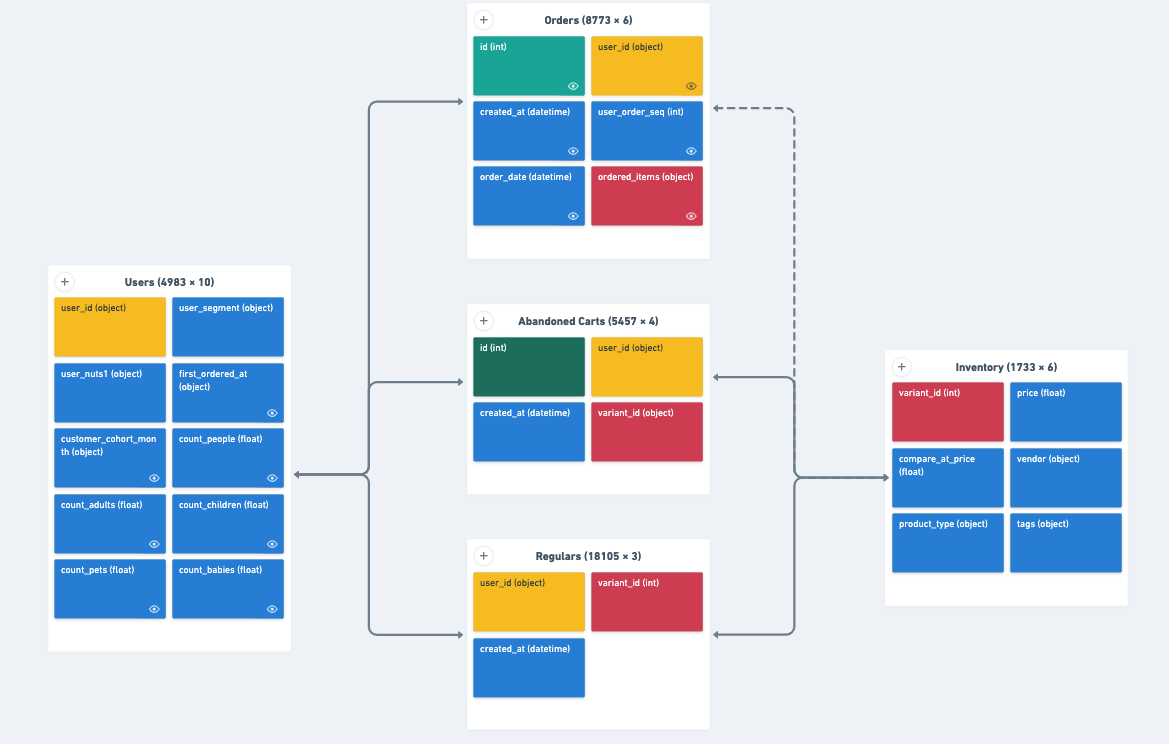 Orders (8773 × 6)
id (int)
user_id (object)
created_at (datetime)
user_order_seq (int)
order_date (datetime)
ordered_items (object)
Users (4983 × 10)
user_id (object)
user_segment (object)
user_nuts1 (object)
first_ordered_at
(object)
customer_cohort_mon
th (object)
count_people (float)
count_adults (float)
count_children (float)
count_pets (float)
count_babies (float)
Abandoned Carts (5457 × 4)
id (int)
user_id (object)
created_at (datetime)
variant_id (object)
Regulars (18105 × 3)
user_id (object)
variant_id (int)
created_at (datetime)
Inventory (1733 × 6)
variant_id (int)
price (float)
compare_at_price
(float)
vendor (object)
product_type (object)
tags (object)